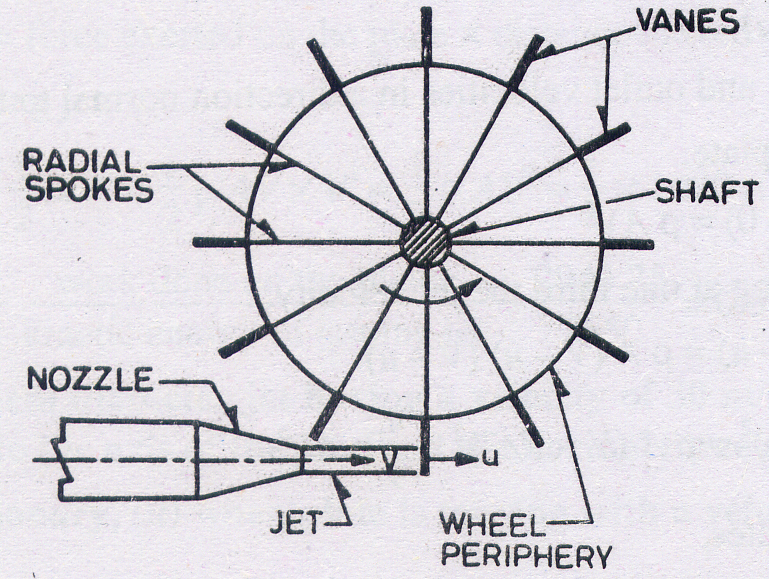 VANES
RADIAL
SPOKES
SHAFT
NOZZLE
V
u
JET
WHEEL
PERIPHERY